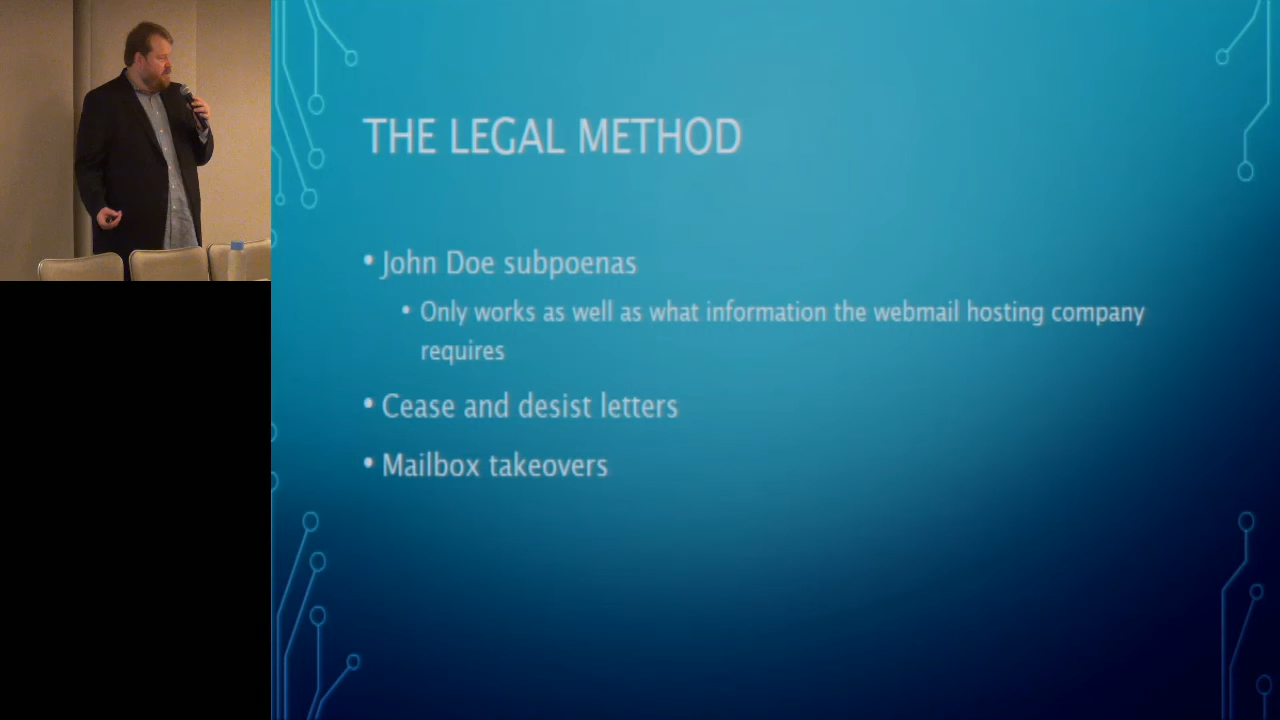 THE LEGAL METHOD
• John Doe subpoenas
• Only works as well as what information the webmail hosting company
requires
• Cease and desist letters
• Mailbox takeovers